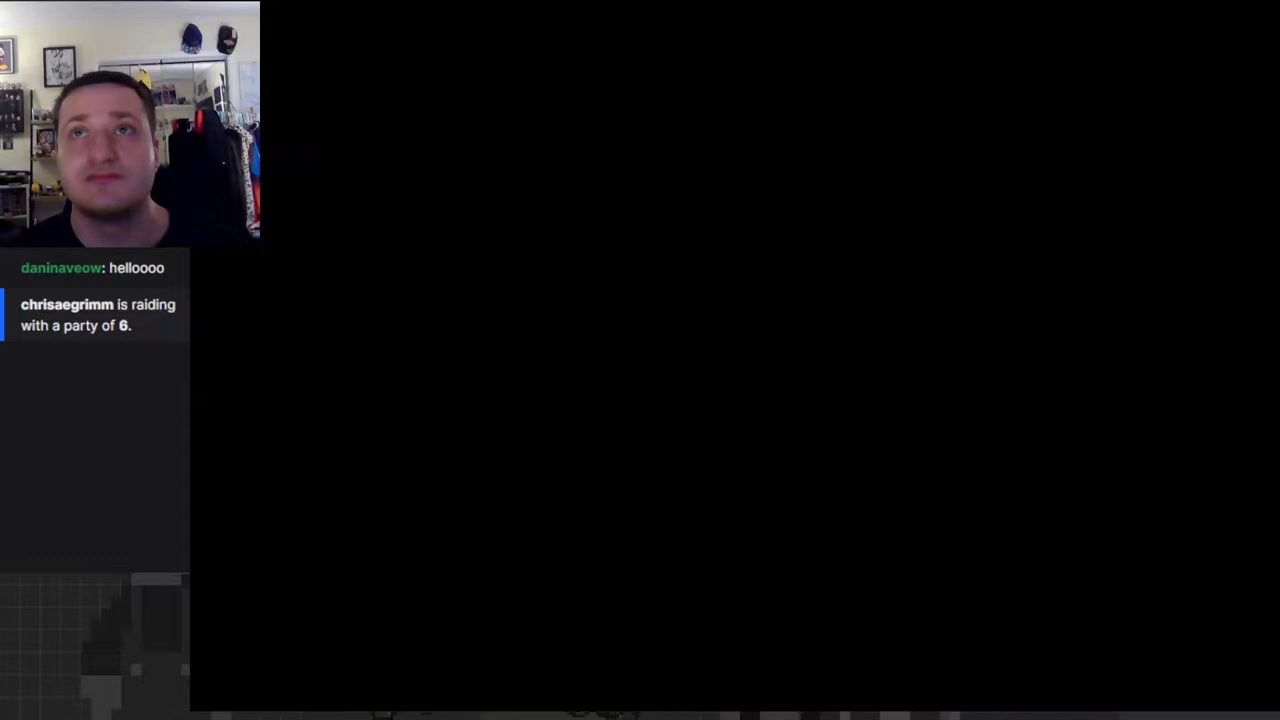 daninaveow: helloooo
chrisaegrimm is raiding
with a party of 6.